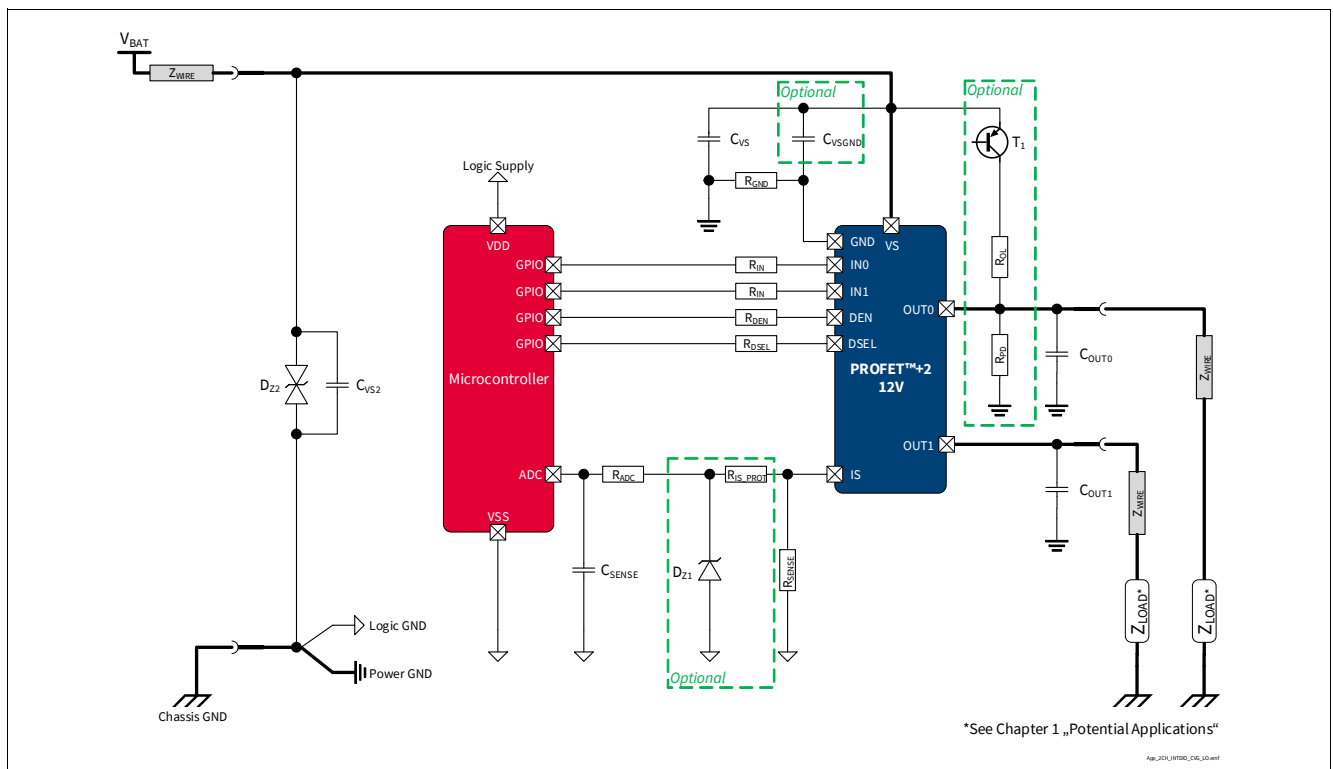 VBAT
ZWIRE
Optional
Optional
CVS
CVSGND
T1
Logic Supply
RGND
VDD
GND
VS
GPIO
RIN
IN0
ROL
GPIO
RIN
IN1
GPIO
RDEN
DEN
OUT0
GPIO
RDSEL
DSEL
RPD
COUT0
ZWIRE
DZ2
CVS2
Microcontroller
PROFET™+2
12V
OUT1
ADC
RADC
RIS_PROT
IS
COUT1
ZWIRE
VSS
CSENSE
DZ1
RSENSE
ZLOAD*
ZLOAD*
Logic GND
Power GND
Optional
Chassis GND
*See Chapter 1 „Potential Applications“
App_2CH_INTDIO_CVG_LO.emf